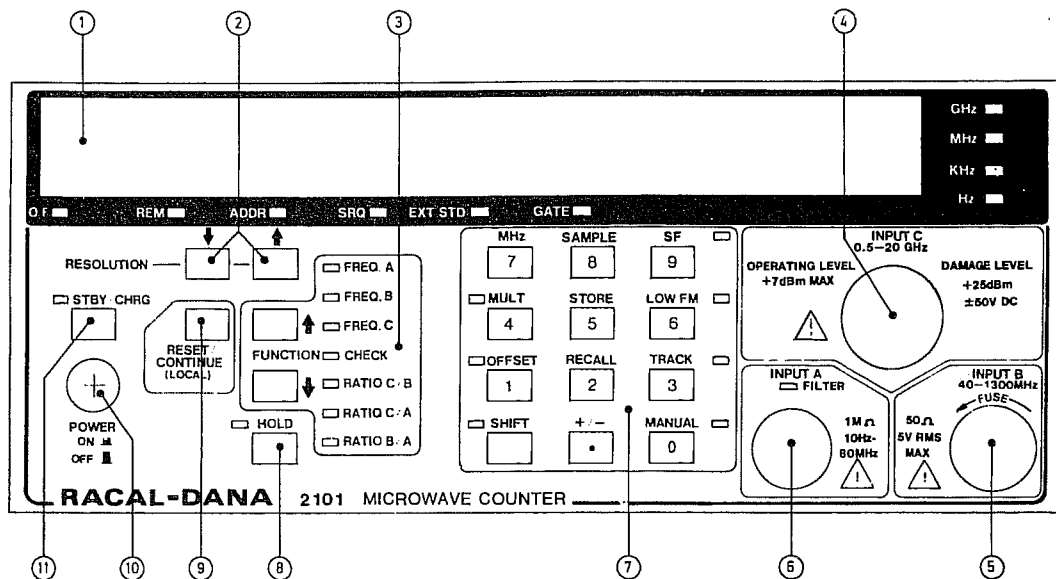 1 2 3 4
GHz
MHz
KHz
Hz
O.F REM ADDR SRQ EXT STD GATE
RESOLUTION
STBY·CHRG
RESET/
CONTINUE
(LOCAL)
POWER
ON
OFF
FUNCTION
HOLD
FREQ. A
FREQ. B
FREQ. C
CHECK
RATIO C/B
RATIO C/A
RATIO B/A
MHz SAMPLE SF
7 8 9
MULT STORE LOW FM
4 5 6
OFFSET RECALL TRACK
1 2 3
SHIFT +/− MANUAL
• 0
INPUT C
0.5–20 GHz
OPERATING LEVEL
+7dBm MAX
!
DAMAGE LEVEL
+25dBm
±50V DC
INPUT A
FILTER
1MΩ
10Hz-
80MHz
!
INPUT B
40–1300MHz
FUSE
50Ω
5V RMS
MAX
!
RACAL-DANA 2101 MICROWAVE COUNTER
11 10 9 8 7 6 5